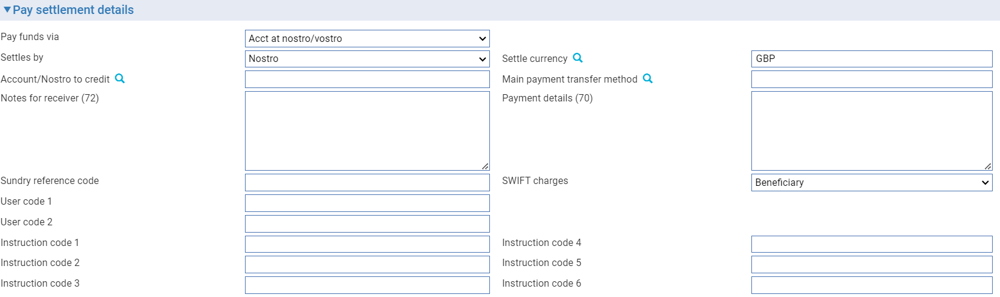 Pay settlement details
Pay funds via Acct at nostro/vostro
Settles by Nostro Settle currency GBP
Account/Nostro to credit Main payment transfer method
Notes for receiver (72) Payment details (70)
Sundry reference code SWIFT charges Beneficiary
User code 1
User code 2
Instruction code 1 Instruction code 4
Instruction code 2 Instruction code 5
Instruction code 3 Instruction code 6